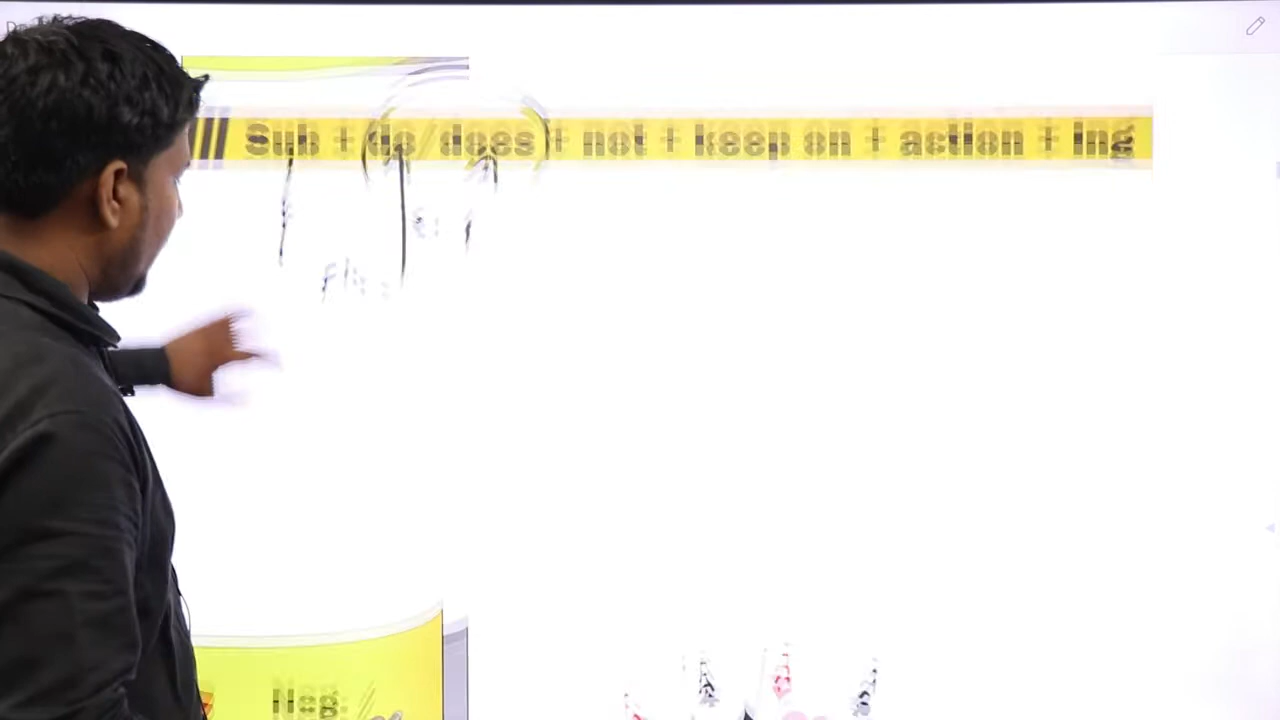 Sub + do/does + not + keep on + action + ing
Neg.